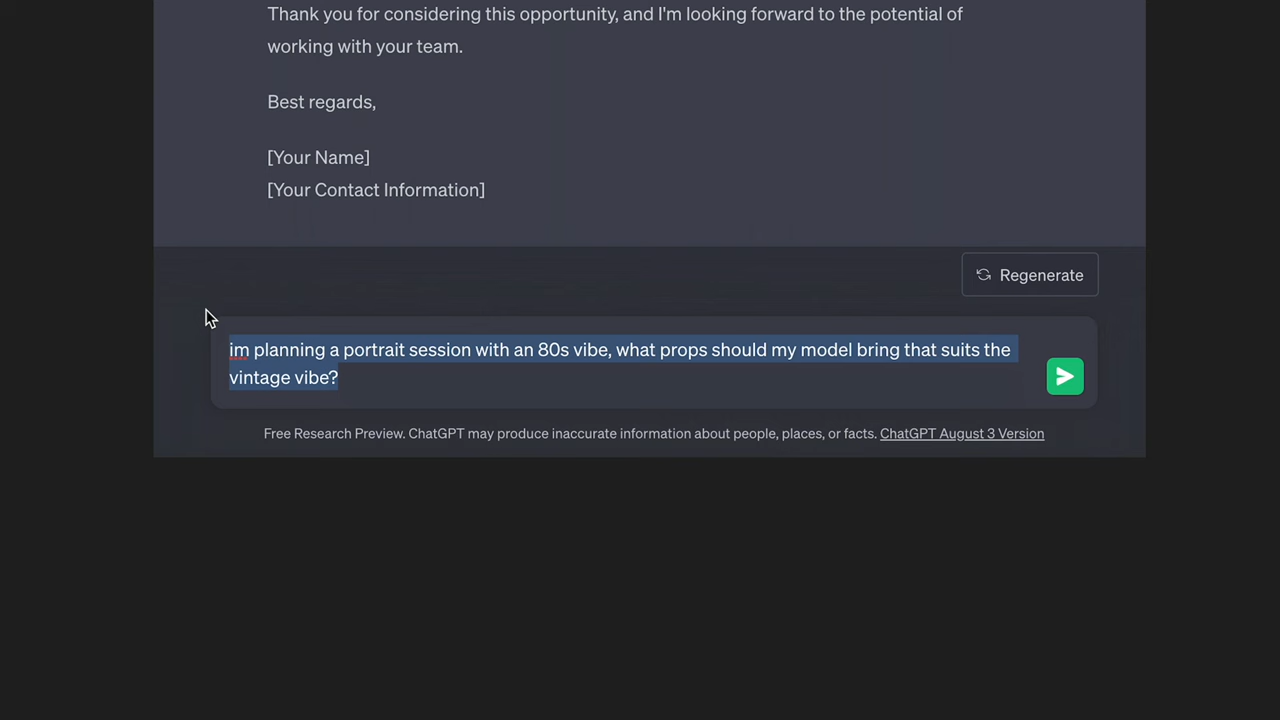 Thank you for considering this opportunity, and I'm looking forward to the potential of
working with your team.
Best regards,
[Your Name]
[Your Contact Information]
Regenerate
im planning a portrait session with an 80s vibe, what props should my model bring that suits the
vintage vibe?
Free Research Preview. ChatGPT may produce inaccurate information about people, places, or facts. ChatGPT August 3 Version